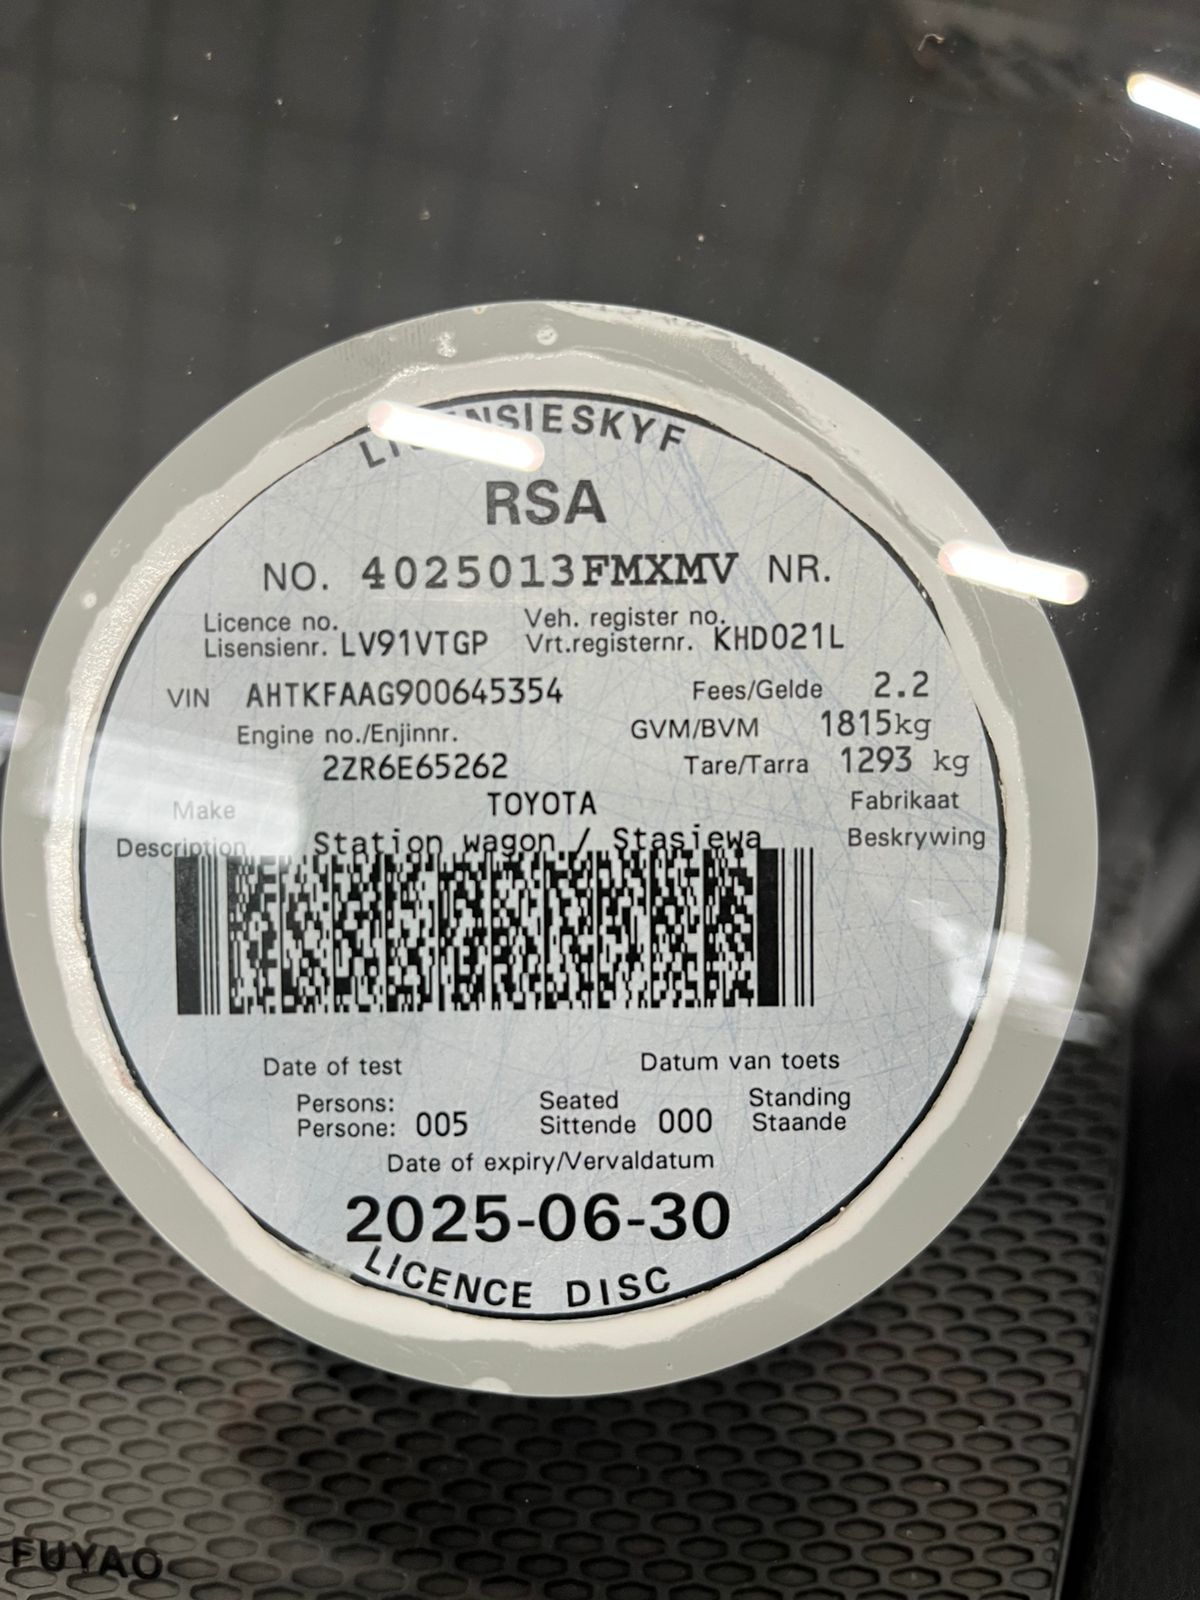 LISENSIESKYF
RSA
NO. 4025013FMXMV NR.
Licence no. Veh. register no.
Lisensienr. LV91VTGP Vrt.registernr. KHD021L
VIN AHTKFAAG900645354 Fees/Gelde 2.2
Engine no./Enjinnr. GVM/BVM 1815kg
2ZR6E65262 Tare/Tarra 1293 kg
Make TOYOTA Fabrikaat
Description Station wagon / Stasiewa Beskrywing
Date of test Datum van toets
Persons: Seated Standing
Persone: 005 Sittende 000 Staande
Date of expiry/Vervaldatum
2025-06-30
LICENCE DISC
FUYAO